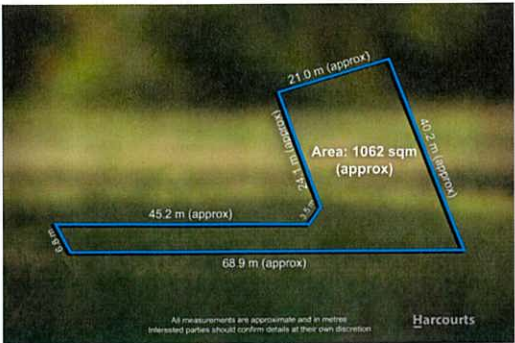 21.0 m (approx)
40.2 m (approx)
24.1 m (approx)
Area: 1062 sqm
(approx)
3.5 m
45.2 m (approx)
6.8 m
68.9 m (approx)
All measurements are approximate and in metres
Interested parties should confirm details at their own discretion
Harcourts